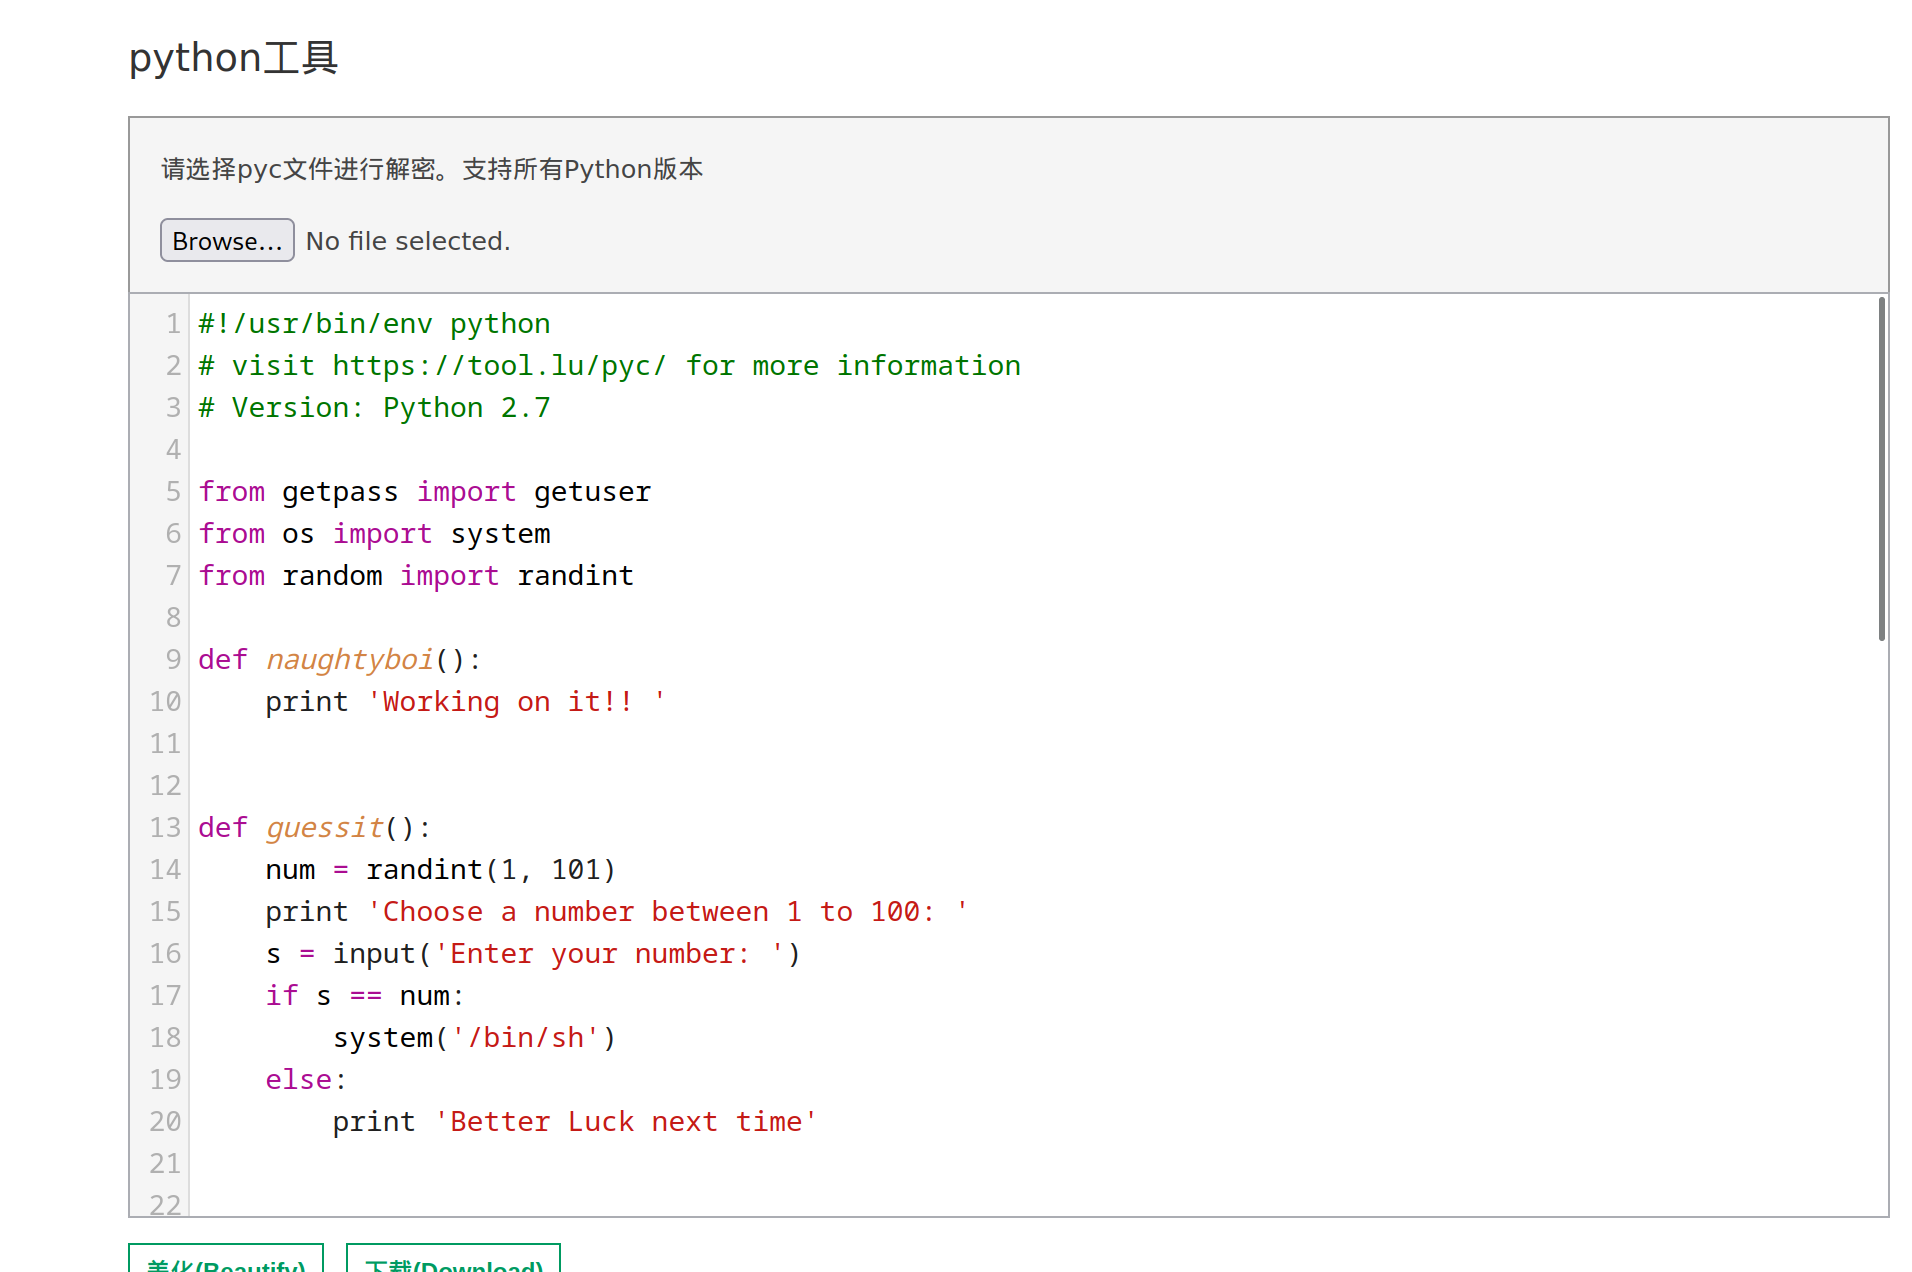 python工具
请选择pyc文件进行解密。支持所有Python版本
Browse... No file selected.
1 #!/usr/bin/env python
2 # visit https://tool.lu/pyc/ for more information
3 # Version: Python 2.7
4
5 from getpass import getuser
6 from os import system
7 from random import randint
8
9 def naughtyboi():
10     print 'Working on it!! '
11
12
13 def guessit():
14     num = randint(1, 101)
15     print 'Choose a number between 1 to 100: '
16     s = input('Enter your number: ')
17     if s == num:
18         system('/bin/sh')
19     else:
20         print 'Better Luck next time'
21
22
美化(Beautify) 下载(Download)